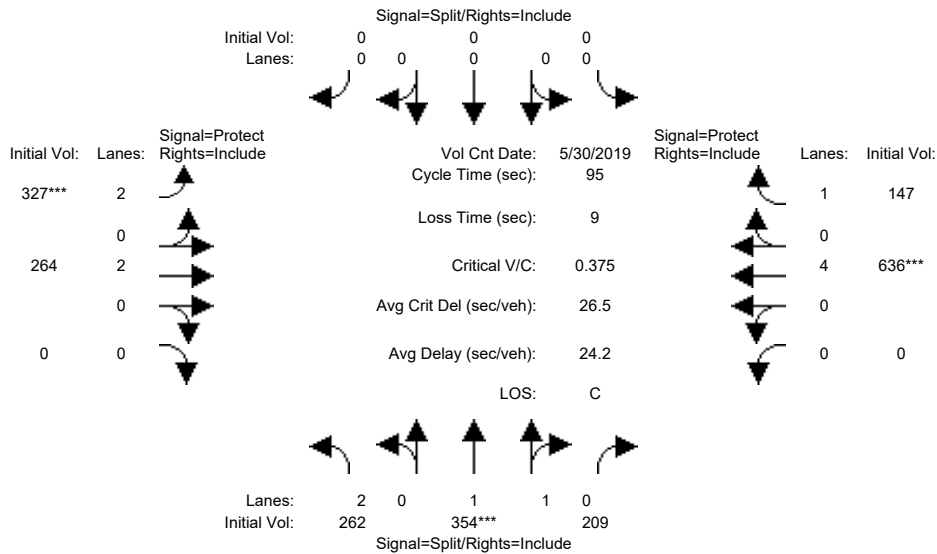 Signal=Split/Rights=Include
Initial Vol: 0 0 0
Lanes: 0 0 0 0 0
Signal=Protect Signal=Protect
Initial Vol: Lanes: Rights=Include Vol Cnt Date: 5/30/2019 Rights=Include Lanes: Initial Vol:
Cycle Time (sec): 95
327*** 2 1 147
Loss Time (sec): 9
0 0
264 2 Critical V/C: 0.375 4 636***
0 Avg Crit Del (sec/veh): 26.5 0
0 0 Avg Delay (sec/veh): 24.2 0 0
LOS: C
Lanes: 2 0 1 1 0
Initial Vol: 262 354*** 209
Signal=Split/Rights=Include